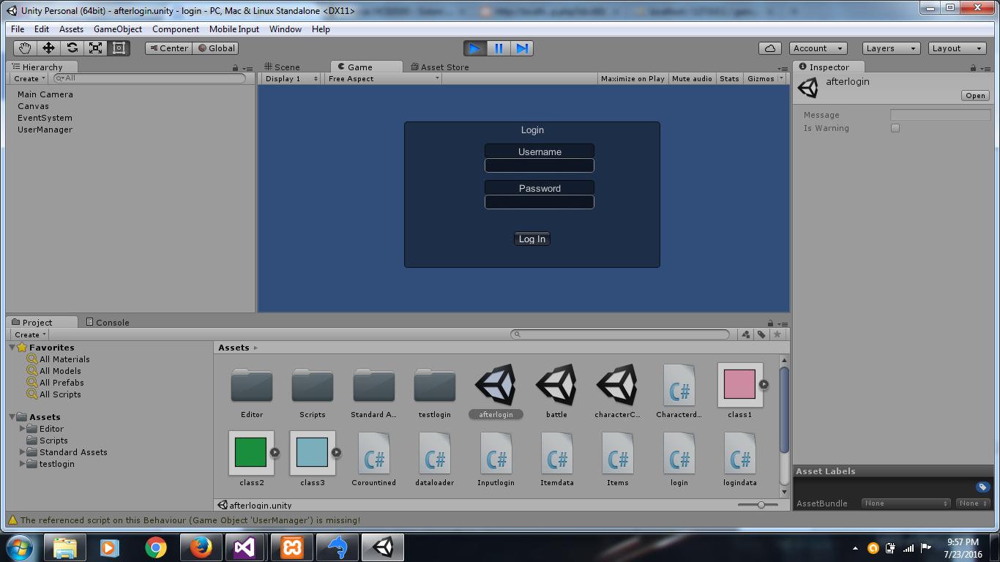 Unity Personal (64bit) - afterlogin.unity - login - PC, Mac & Linux Standalone <DX11>
File Edit Assets GameObject Component Mobile Input Window Help
Center Global Account Layers Layout
Hierarchy
Create All
Main Camera
Canvas
EventSystem
UserManager
Scene Game Asset Store
Display 1 Free Aspect Maximize on Play Mute audio Stats Gizmos
Login
Username
Password
Log In
Inspector
afterlogin
Open
Message
Is Warning
Project Console
Create
Favorites
All Materials
All Models
All Prefabs
All Scripts
Assets
Editor
Scripts
Standard Assets
testlogin
Assets
Editor Scripts Standard A... testlogin afterlogin battle characterC... Characterd... class1
class2 class3 Corountined dataloader Inputlogin Itemdata Items login logindata
afterlogin.unity
Asset Labels
AssetBundle None None
The referenced script on this Behaviour (Game Object 'UserManager') is missing!
9:57 PM
7/23/2016